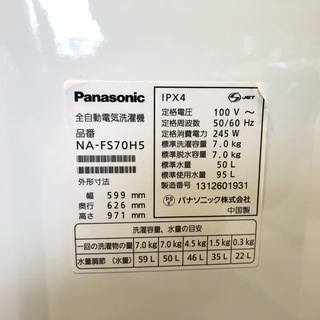 Panasonic
全自動電気洗濯機
品番
NA-FS70H5
外形寸法
幅 599 mm
奥行 626 mm
高さ 971 mm
IPX4
JET
定格電圧 100 V～
定格周波数 50/60 Hz
定格消費電力 245 W
標準洗濯容量 7.0 kg
標準脱水容量 7.0 kg
標準水量 50 L
標準使用水量 95 L
製造番号 1312601931
PS E パナソニック株式会社
中国製
洗濯容量、水量の目安
一回の洗濯物の量 7.0 kg 7.0 kg 4.5 kg 1.5 kg 0.3 kg
水量調節(水量) 59 L 50 L 46 L 35 L 22 L